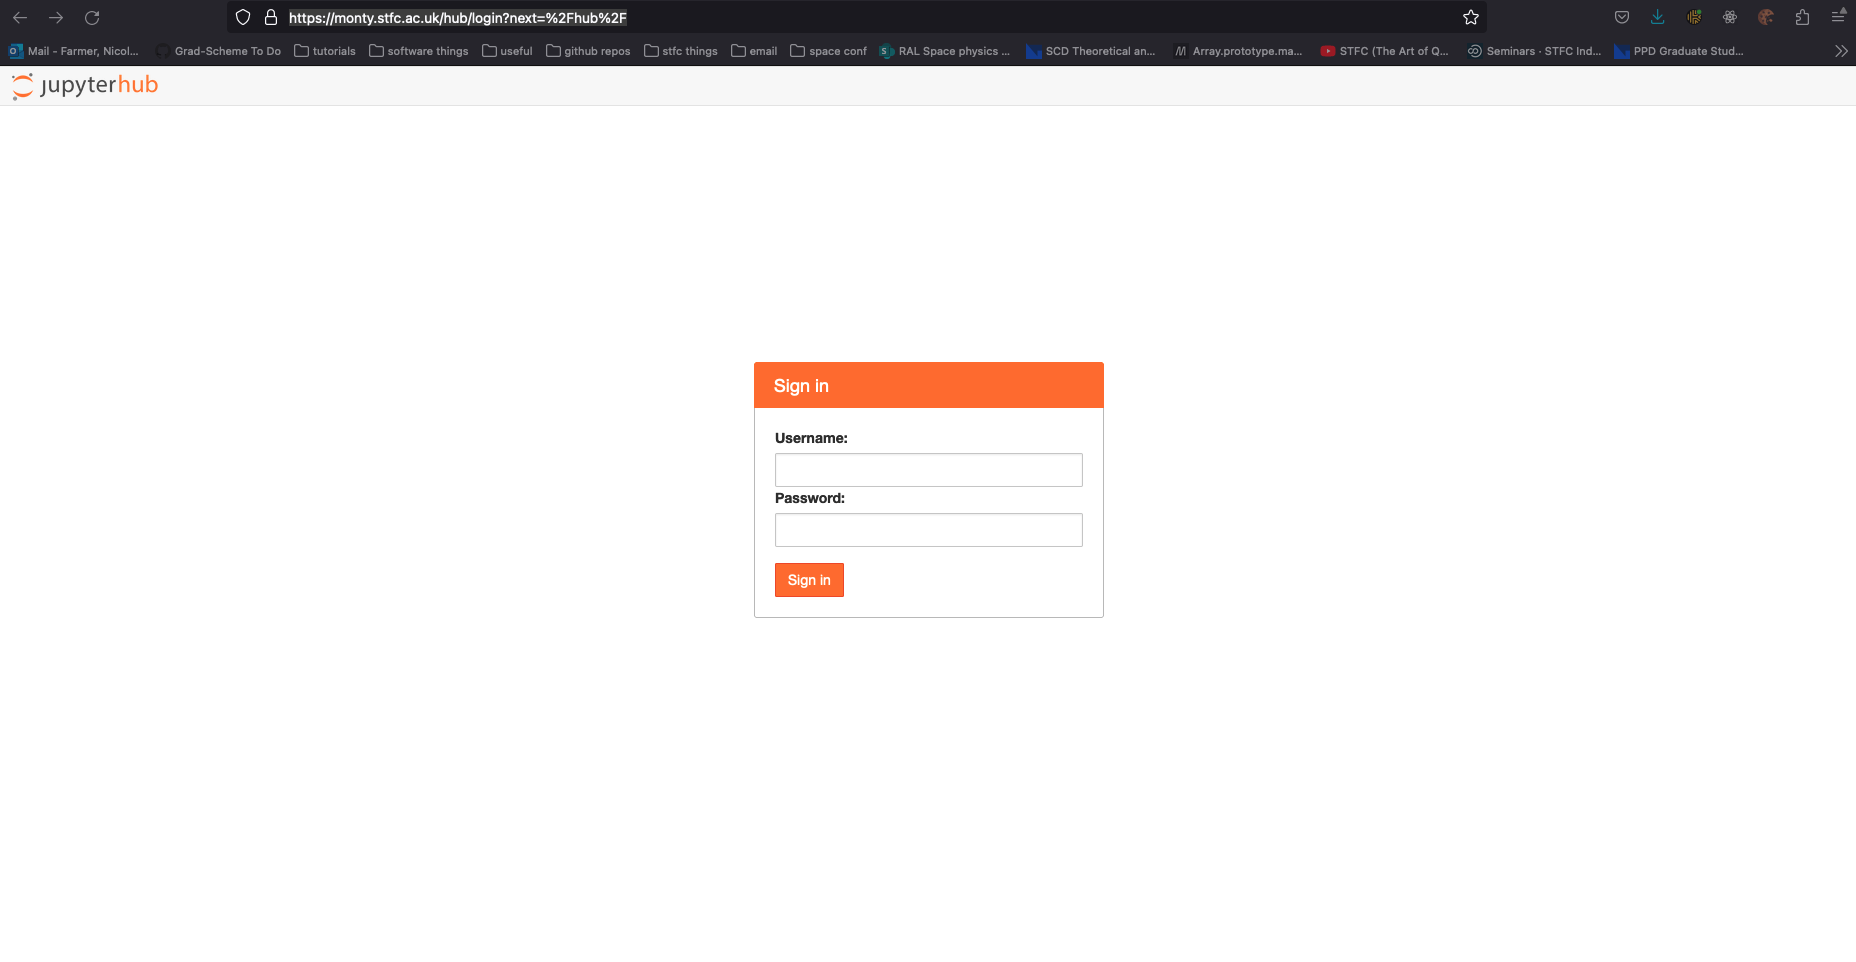 https://monty.stfc.ac.uk/hub/login?next=%2Fhub%2F
Mail - Farmer, Nicol... Grad-Scheme To Do tutorials software things useful github repos stfc things email space conf RAL Space physics ... SCD Theoretical an... Array.prototype.ma... STFC (The Art of Q... Seminars · STFC Ind... PPD Graduate Stud...
jupyterhub
Sign in
Username:
Password:
Sign in